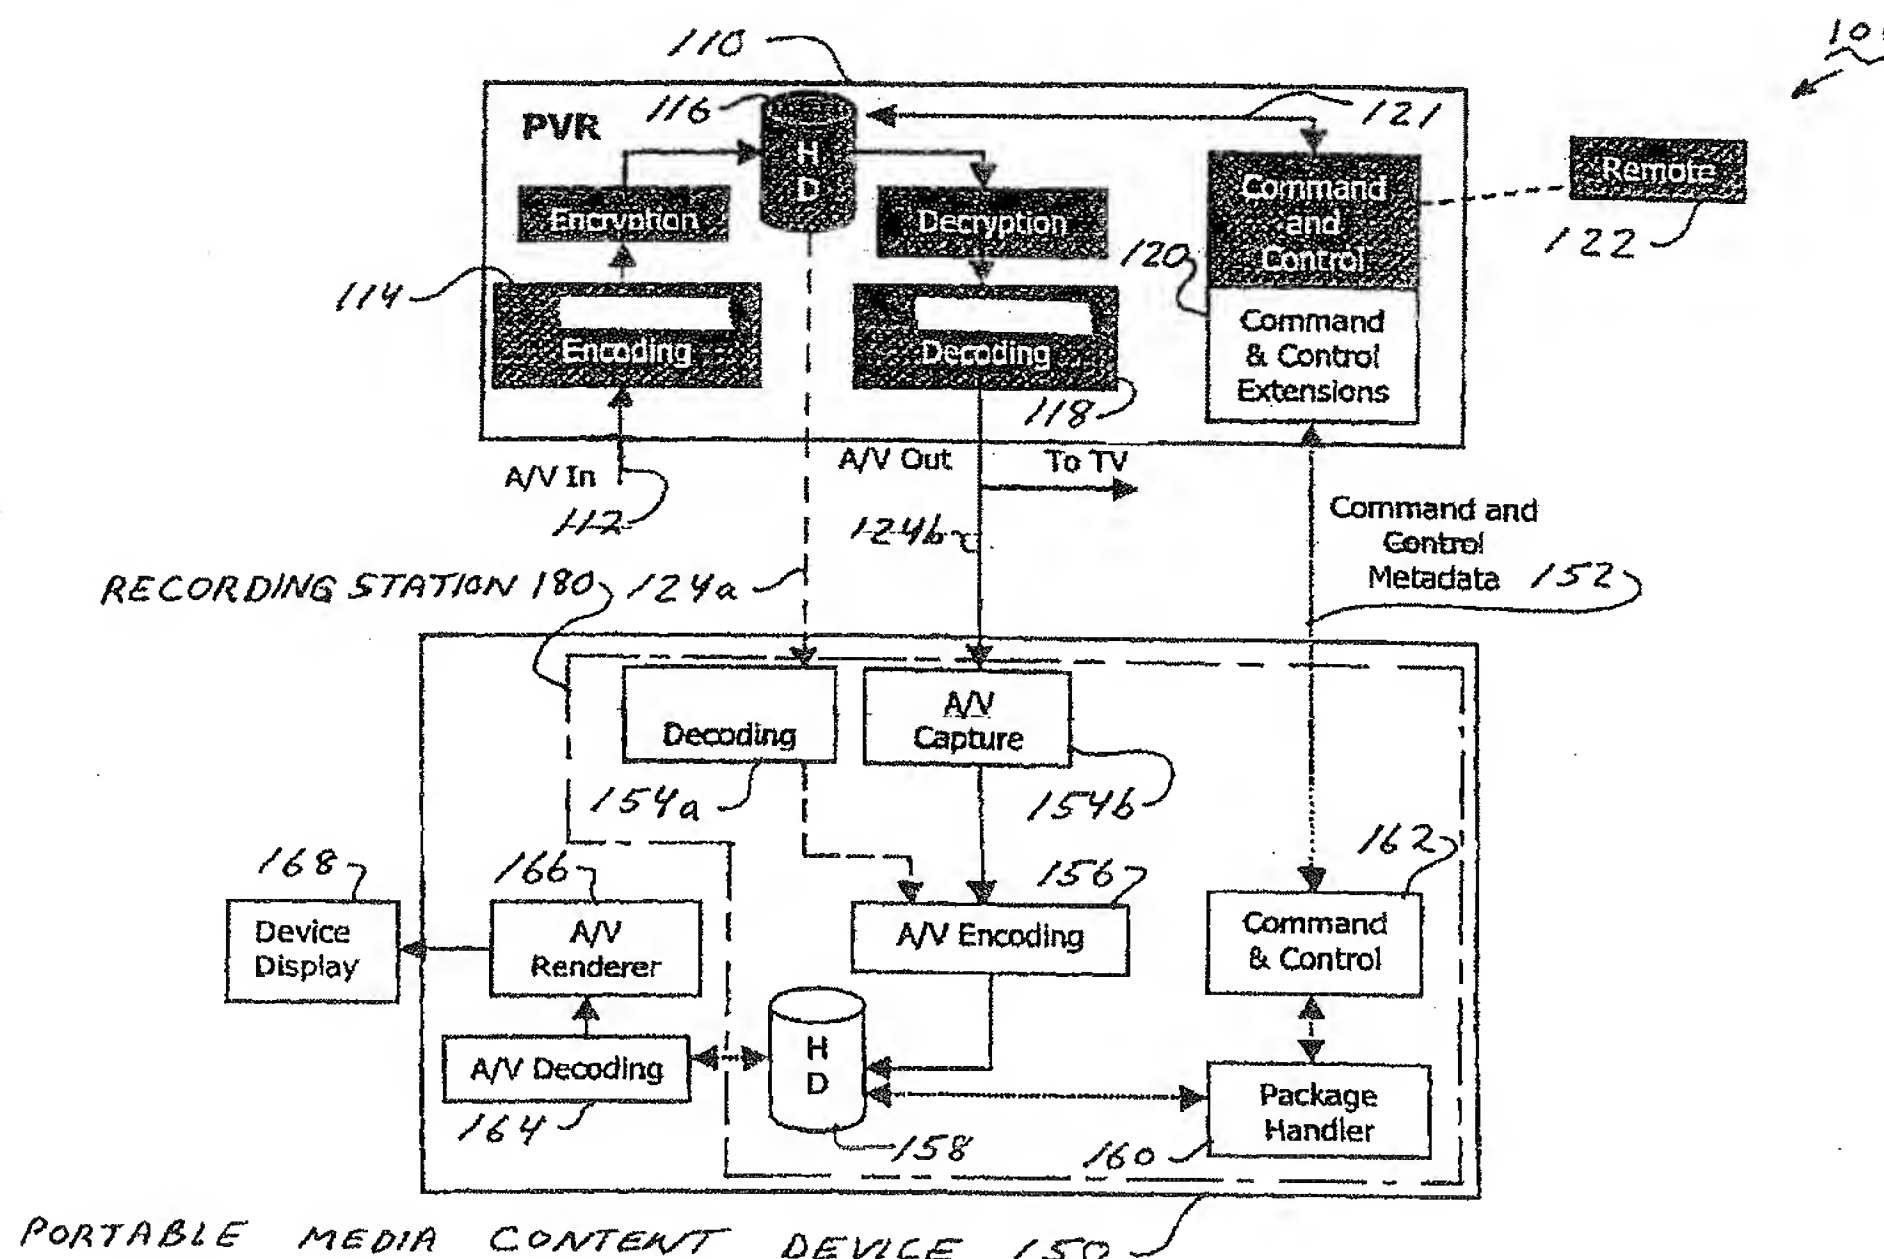 110
PVR
116
121
H
D
Command
and
Control
Remote
122
Encryption
Decryption
120
114
Encoding
Decoding
118
Command
& Control
Extensions
A/V In
112
A/V Out
To TV
124b
Command and
Control
Metadata 152
RECORDING STATION 180
124a
Decoding
154a
A/V
Capture
154b
162
168
166
156
Device
Display
A/V
Renderer
A/V Encoding
Command
& Control
A/V Decoding
164
H
D
158
Package
Handler
160
PORTABLE MEDIA CONTENT DEVICE 150